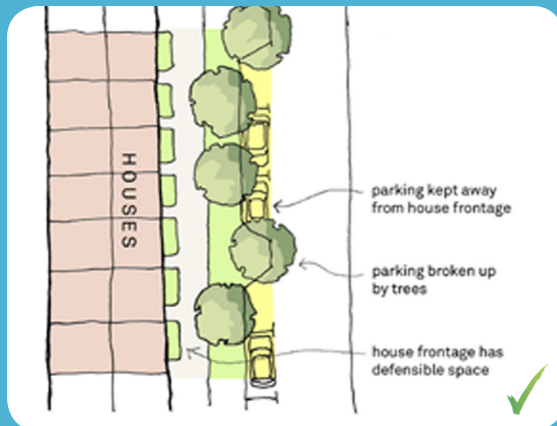 HOUSES
parking kept away
from house frontage
parking broken up
by trees
house frontage has
defensible space